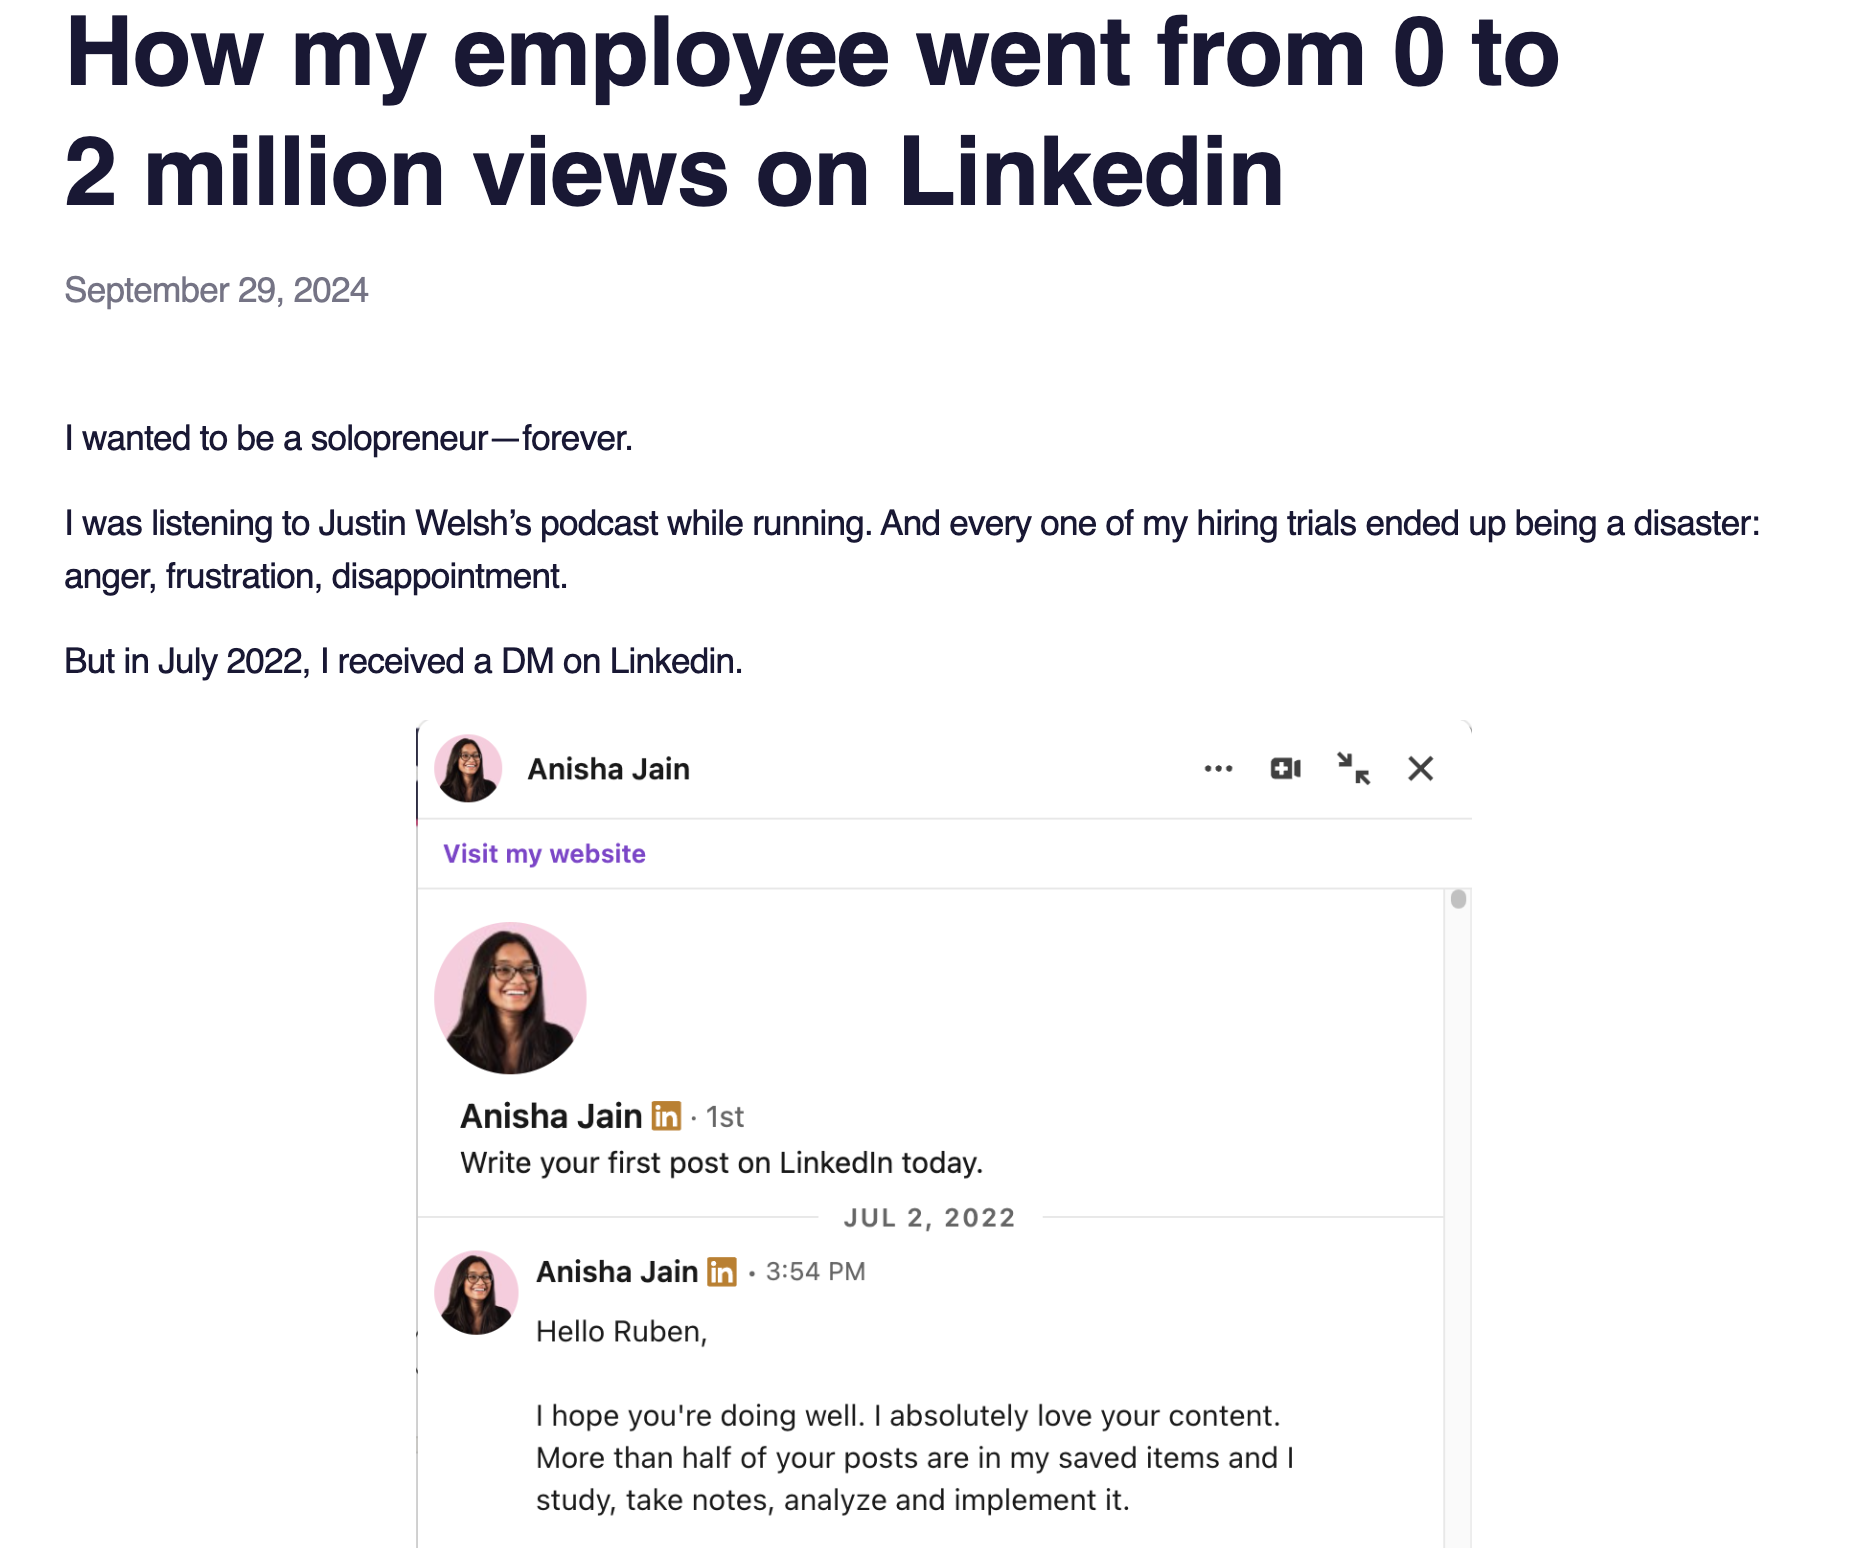 How my employee went from 0 to
2 million views on Linkedin
September 29, 2024
I wanted to be a solopreneur—forever.
I was listening to Justin Welsh’s podcast while running. And every one of my hiring trials ended up being a disaster:
anger, frustration, disappointment.
But in July 2022, I received a DM on Linkedin.
Anisha Jain
Visit my website
Anisha Jain in · 1st
Write your first post on LinkedIn today.
JUL 2, 2022
Anisha Jain in • 3:54 PM
Hello Ruben,
I hope you're doing well. I absolutely love your content.
More than half of your posts are in my saved items and I
study, take notes, analyze and implement it.